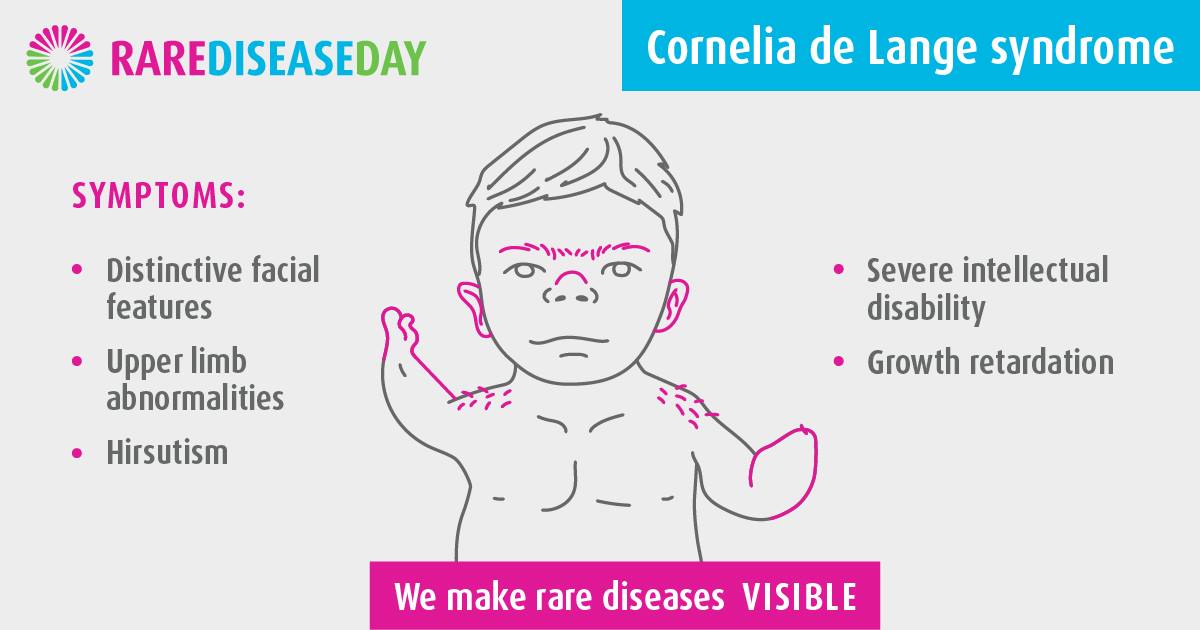 RAREDISEASEDAY
Cornelia de Lange syndrome
SYMPTOMS:
Distinctive facial
features
Upper limb
abnormalities
Hirsutism
Severe intellectual
disability
Growth retardation
We make rare diseases VISIBLE